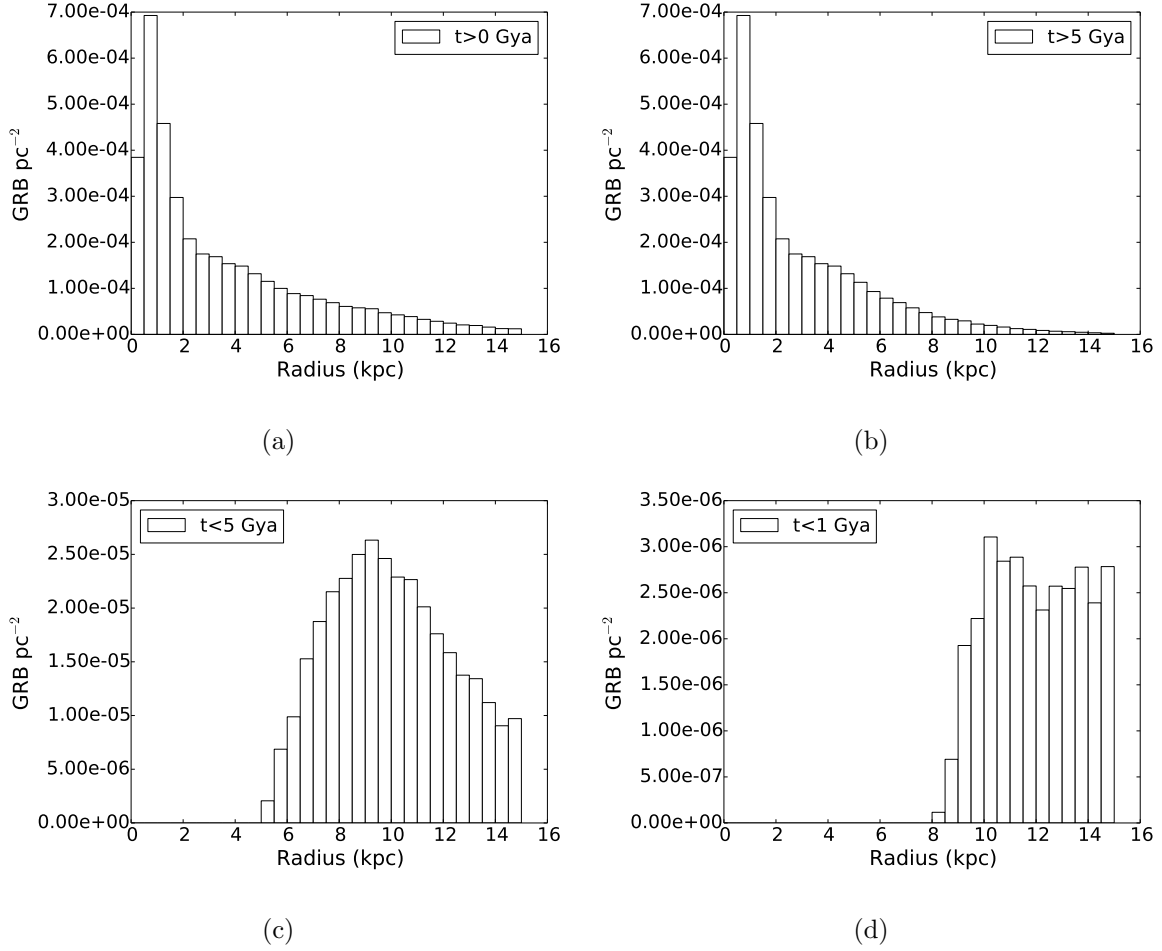 7.00e-04
6.00e-04
5.00e-04
4.00e-04
3.00e-04
2.00e-04
1.00e-04
0.00e+00
GRB pc⁻²
t>0 Gya
0 2 4 6 8 10 12 14 16
Radius (kpc)
(a)
7.00e-04
6.00e-04
5.00e-04
4.00e-04
3.00e-04
2.00e-04
1.00e-04
0.00e+00
GRB pc⁻²
t>5 Gya
0 2 4 6 8 10 12 14 16
Radius (kpc)
(b)
3.00e-05
2.50e-05
2.00e-05
1.50e-05
1.00e-05
5.00e-06
0.00e+00
GRB pc⁻²
t<5 Gya
0 2 4 6 8 10 12 14 16
Radius (kpc)
(c)
3.50e-06
3.00e-06
2.50e-06
2.00e-06
1.50e-06
1.00e-06
5.00e-07
0.00e+00
GRB pc⁻²
t<1 Gya
0 2 4 6 8 10 12 14 16
Radius (kpc)
(d)